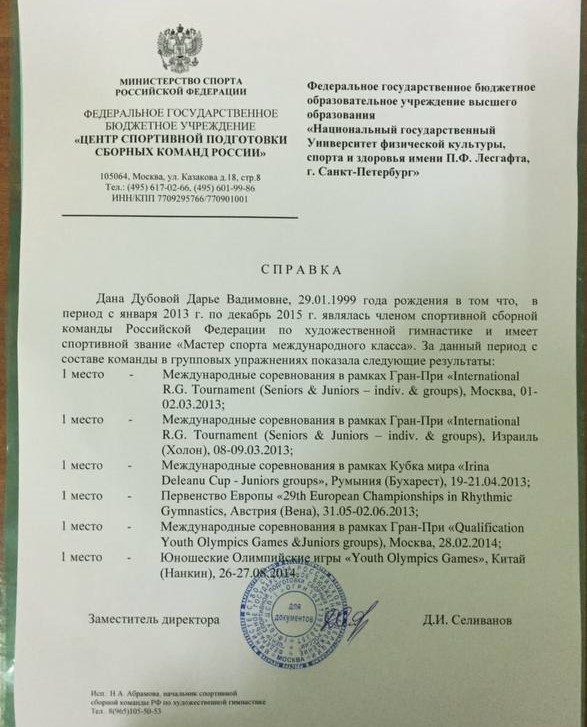 МИНИСТЕРСТВО СПОРТА
РОССИЙСКОЙ ФЕДЕРАЦИИ
ФЕДЕРАЛЬНОЕ ГОСУДАРСТВЕННОЕ
БЮДЖЕТНОЕ УЧРЕЖДЕНИЕ
«ЦЕНТР СПОРТИВНОЙ ПОДГОТОВКИ
СБОРНЫХ КОМАНД РОССИИ»
105064, Москва, ул. Казакова д.18, стр.8
Тел.: (495) 617-02-66, (495) 601-99-86
ИНН/КПП 7709295766/770901001
Федеральное государственное бюджетное
образовательное учреждение высшего
образования
«Национальный государственный
Университет физической культуры,
спорта и здоровья имени П.Ф. Лесгафта,
г. Санкт-Петербург»
СПРАВКА
Дана Дубовой Дарье Вадимовне, 29.01.1999 года рождения в том что, в
период с января 2013 г. по декабрь 2015 г. являлась членом спортивной сборной
команды Российской Федерации по художественной гимнастике и имеет
спортивной звание «Мастер спорта международного класса». За данный период с
составе команды в групповых упражнениях показала следующие результаты:
1 место - Международные соревнования в рамках Гран-При «International
R.G. Tournament (Seniors & Juniors – indiv. & groups), Москва, 01-
02.03.2013;
1 место - Международные соревнования в рамках Гран-При «International
R.G. Tournament (Seniors & Juniors – indiv. & groups), Израиль
(Холон), 08-09.03.2013;
1 место - Международные соревнования в рамках Кубка мира «Irina
Deleanu Cup - Juniors groups», Румыния (Бухарест), 19-21.04.2013;
1 место - Первенство Европы «29th European Championships in Rhythmic
Gymnastics, Австрия (Вена), 31.05-02.06.2013;
1 место - Международные соревнования в рамках Гран-При «Qualification
Youth Olympics Games &Juniors groups), Москва, 28.02.2014;
1 место - Юношеские Олимпийские игры «Youth Olympics Games», Китай
(Нанкин), 26-27.08.2014.
Заместитель директора Д.И. Селиванов
для
документов
МОСКВА
Исп: Н.А. Абрамова, начальник спортивной
сборной команды РФ по художественной гимнастике
Тел. 8(965)105-50-53